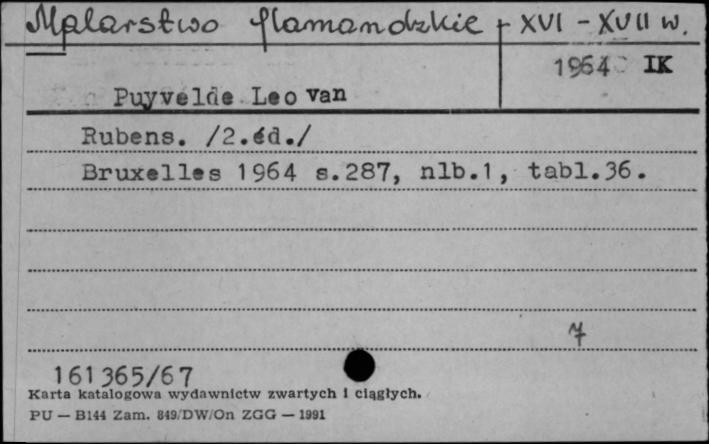 Malarstwo flamandzkie - XVI - XVII w.
1964 IK
Puyvelde Leo van
Rubens. /2.éd./
Bruxelles 1964 s.287, nlb.1, tabl.36.
7
161365/67
Karta katalogowa wydawnictw zwartych i ciągłych.
PU — B144 Zam. 849/DW/On ZGG — 1991